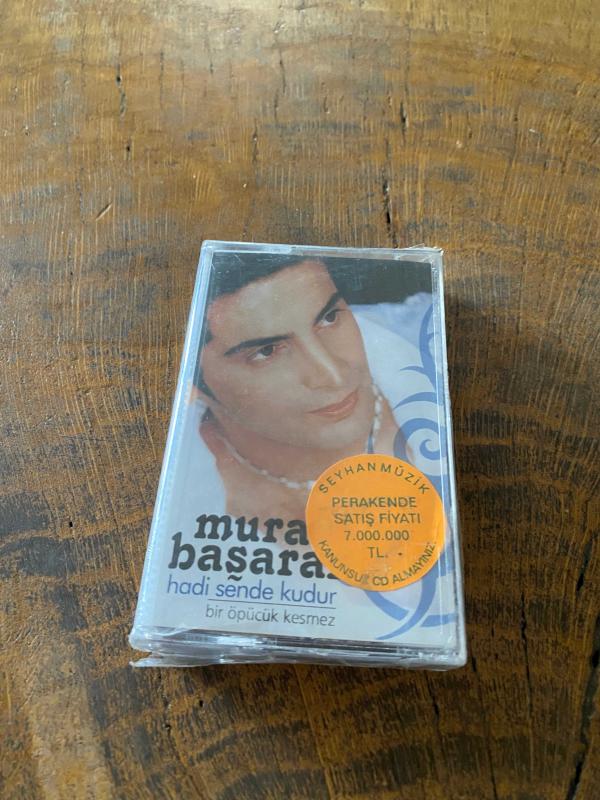 SEYHAN MÜZİK
PERAKENDE
SATIŞ FİYATI
7.000.000
TL.
KANUNSUZ CD ALMAYINIZ.
mura
başara
hadi sende kudur
bir öpücük kesmez